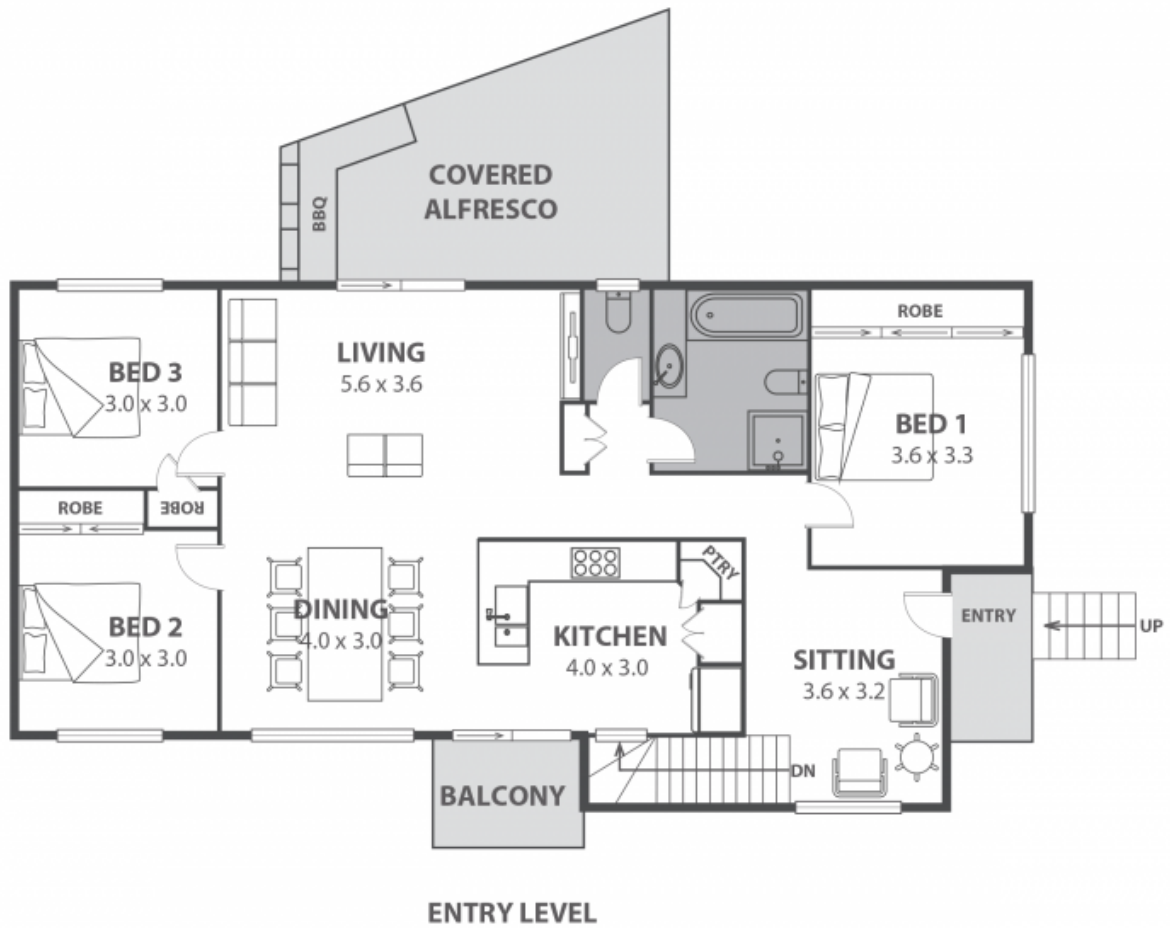 COVERED
ALFRESCO
BBQ
ROBE
LIVING
5.6 x 3.6
BED 3
3.0 x 3.0
BED 1
3.6 x 3.3
ROBE
ROBE
PTRY
DINING
4.0 x 3.0
KITCHEN
4.0 x 3.0
BED 2
3.0 x 3.0
ENTRY
UP
SITTING
3.6 x 3.2
DN
BALCONY
ENTRY LEVEL